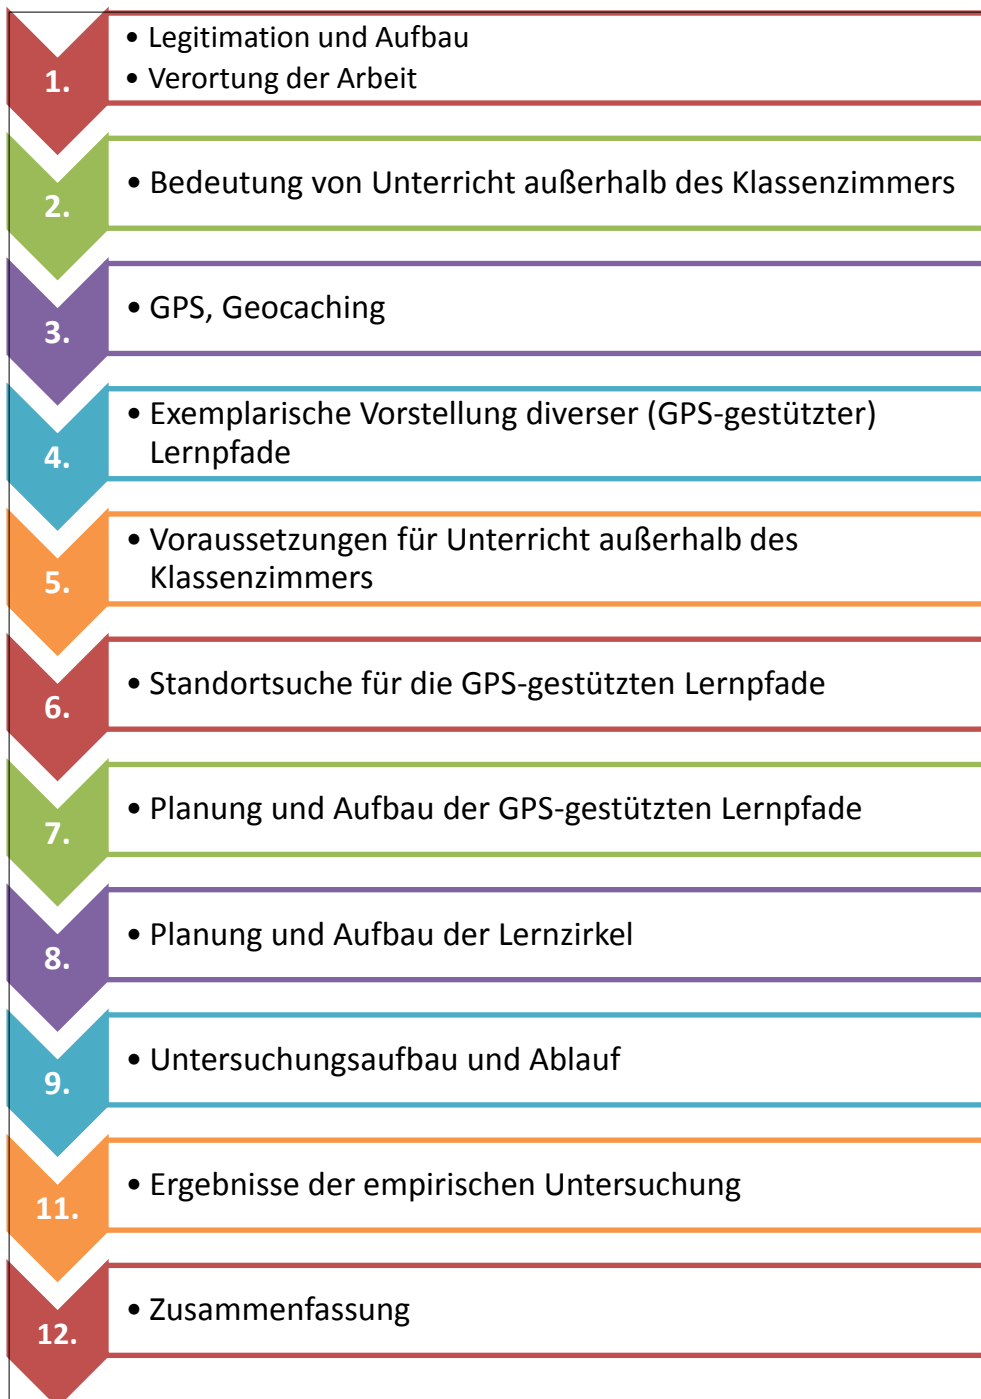 1.
• Legitimation und Aufbau
• Verortung der Arbeit
2.
• Bedeutung von Unterricht außerhalb des Klassenzimmers
3.
• GPS, Geocaching
4.
• Exemplarische Vorstellung diverser (GPS-gestützter)
Lernpfade
5.
• Voraussetzungen für Unterricht außerhalb des
Klassenzimmers
6.
• Standortsuche für die GPS-gestützten Lernpfade
7.
• Planung und Aufbau der GPS-gestützten Lernpfade
8.
• Planung und Aufbau der Lernzirkel
9.
• Untersuchungsaufbau und Ablauf
11.
• Ergebnisse der empirischen Untersuchung
12.
• Zusammenfassung